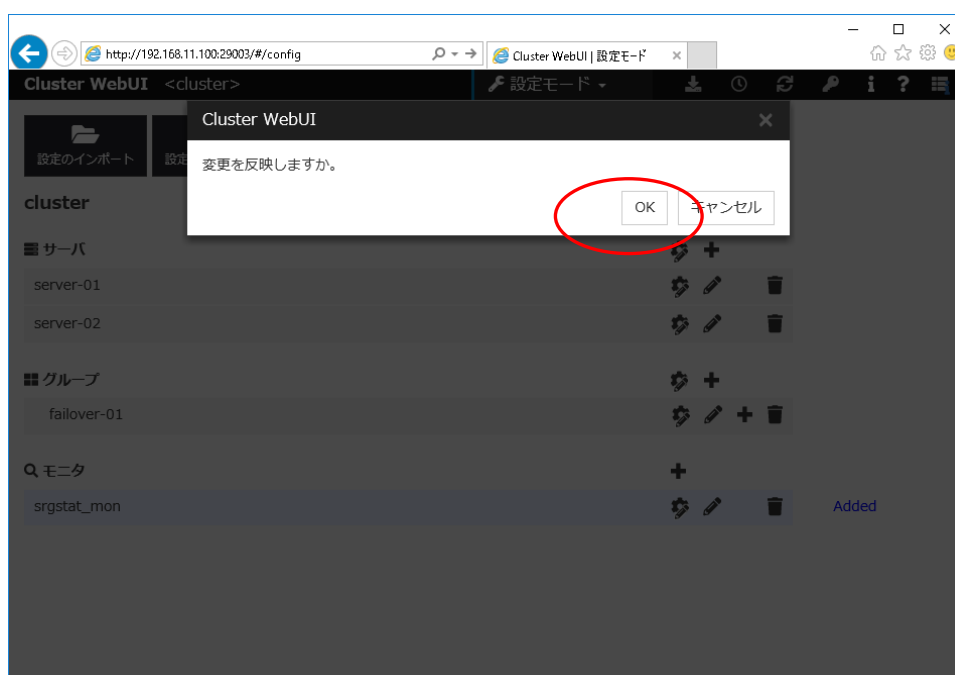 http://192.168.11.100:29003/#/config
Cluster WebUI | 設定モード
Cluster WebUI <cluster>
設定モード
Cluster WebUI
設定のインポート
設定
変更を反映しますか。
OK
キャンセル
cluster
サーバ
server-01
server-02
グループ
failover-01
モニタ
srgstat_mon
Added